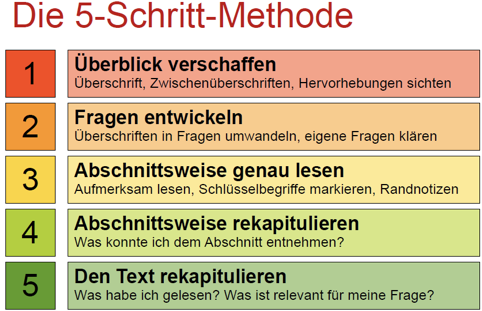 Die 5-Schritt-Methode
1
Überblick verschaffen
Überschrift, Zwischenüberschriften, Hervorhebungen sichten
2
Fragen entwickeln
Überschriften in Fragen umwandeln, eigene Fragen klären
3
Abschnittsweise genau lesen
Aufmerksam lesen, Schlüsselbegriffe markieren, Randnotizen
4
Abschnittsweise rekapitulieren
Was konnte ich dem Abschnitt entnehmen?
5
Den Text rekapitulieren
Was habe ich gelesen? Was ist relevant für meine Frage?